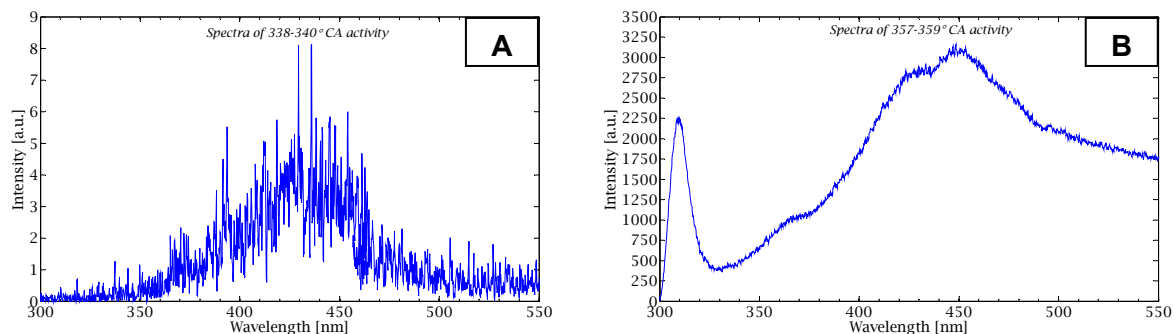 Spectra of 338-340° CA activity
A
Intensity [a.u.]
9
8
7
6
5
4
3
2
1
0
300 350 400 450 500 550
Wavelength [nm]
Spectra of 357-359° CA activity
B
Intensity [a.u.]
3500
3250
3000
2750
2500
2250
2000
1750
1500
1250
1000
750
500
250
0
300 350 400 450 500 550
Wavelength [nm]